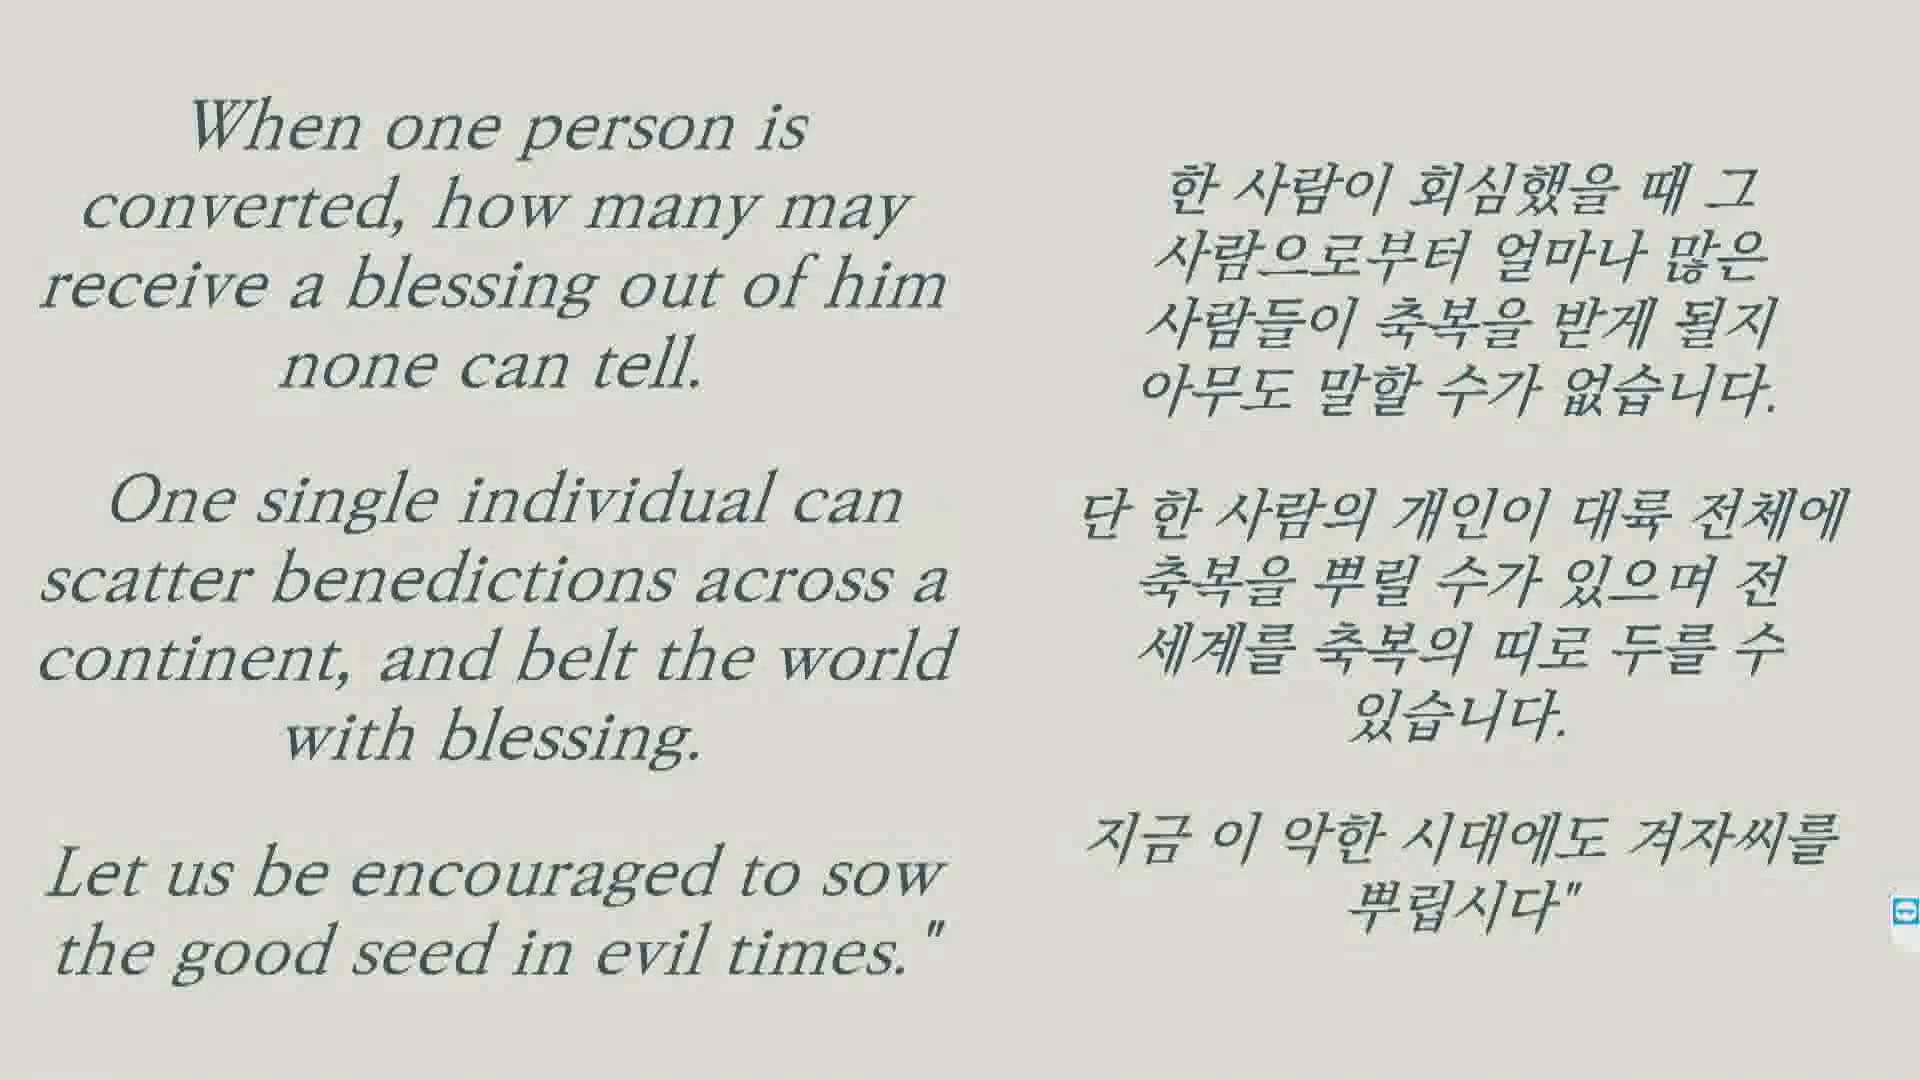 When one person is
converted, how many may
receive a blessing out of him
none can tell.
One single individual can
scatter benedictions across a
continent, and belt the world
with blessing.
Let us be encouraged to sow
the good seed in evil times."
한 사람이 회심했을 때 그
사람으로부터 얼마나 많은
사람들이 축복을 받게 될지
아무도 말할 수가 없습니다.
단 한 사람의 개인이 대륙 전체에
축복을 뿌릴 수가 있으며 전
세계를 축복의 띠로 두를 수
있습니다.
지금 이 악한 시대에도 겨자씨를
뿌립시다"